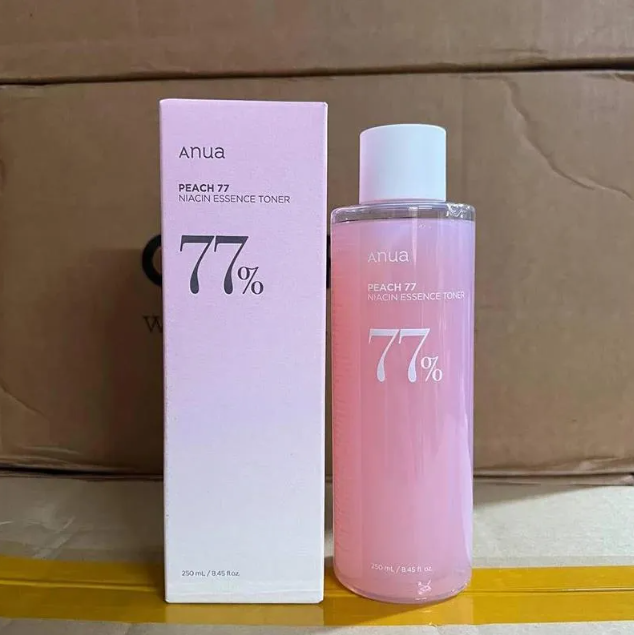 Anua
PEACH 77
NIACIN ESSENCE TONER
77%
250 mL / 8.45 fl.oz.
Anua
PEACH 77
NIACIN ESSENCE TONER
77%
250 mL / 8.45 fl.oz.